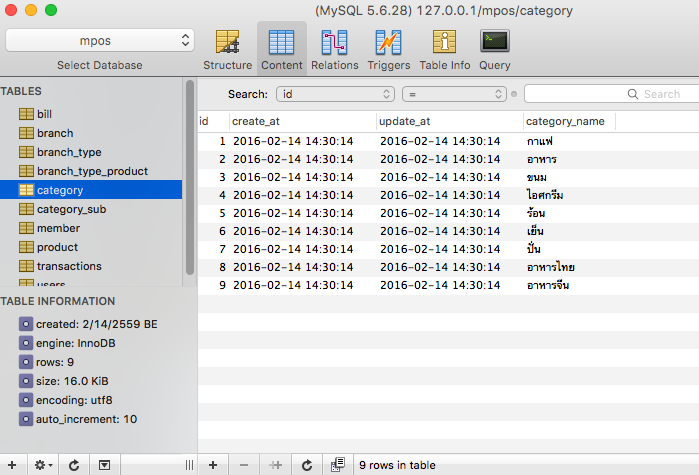 (MySQL 5.6.28) 127.0.0.1/mpos/category
mpos
Select Database
Structure Content Relations Triggers Table Info Query
TABLES
bill
branch
branch_type
branch_type_product
category
category_sub
member
product
transactions
users
TABLE INFORMATION
created: 2/14/2559 BE
engine: InnoDB
rows: 9
size: 16.0 KiB
encoding: utf8
auto_increment: 10
Search: id = Search
id create_at update_at category_name
1 2016-02-14 14:30:14 2016-02-14 14:30:14 กาแฟ
2 2016-02-14 14:30:14 2016-02-14 14:30:14 อาหาร
3 2016-02-14 14:30:14 2016-02-14 14:30:14 ขนม
4 2016-02-14 14:30:14 2016-02-14 14:30:14 ไอศกรีม
5 2016-02-14 14:30:14 2016-02-14 14:30:14 ร้อน
6 2016-02-14 14:30:14 2016-02-14 14:30:14 เย็น
7 2016-02-14 14:30:14 2016-02-14 14:30:14 ปั่น
8 2016-02-14 14:30:14 2016-02-14 14:30:14 อาหารไทย
9 2016-02-14 14:30:14 2016-02-14 14:30:14 อาหารจีน
9 rows in table